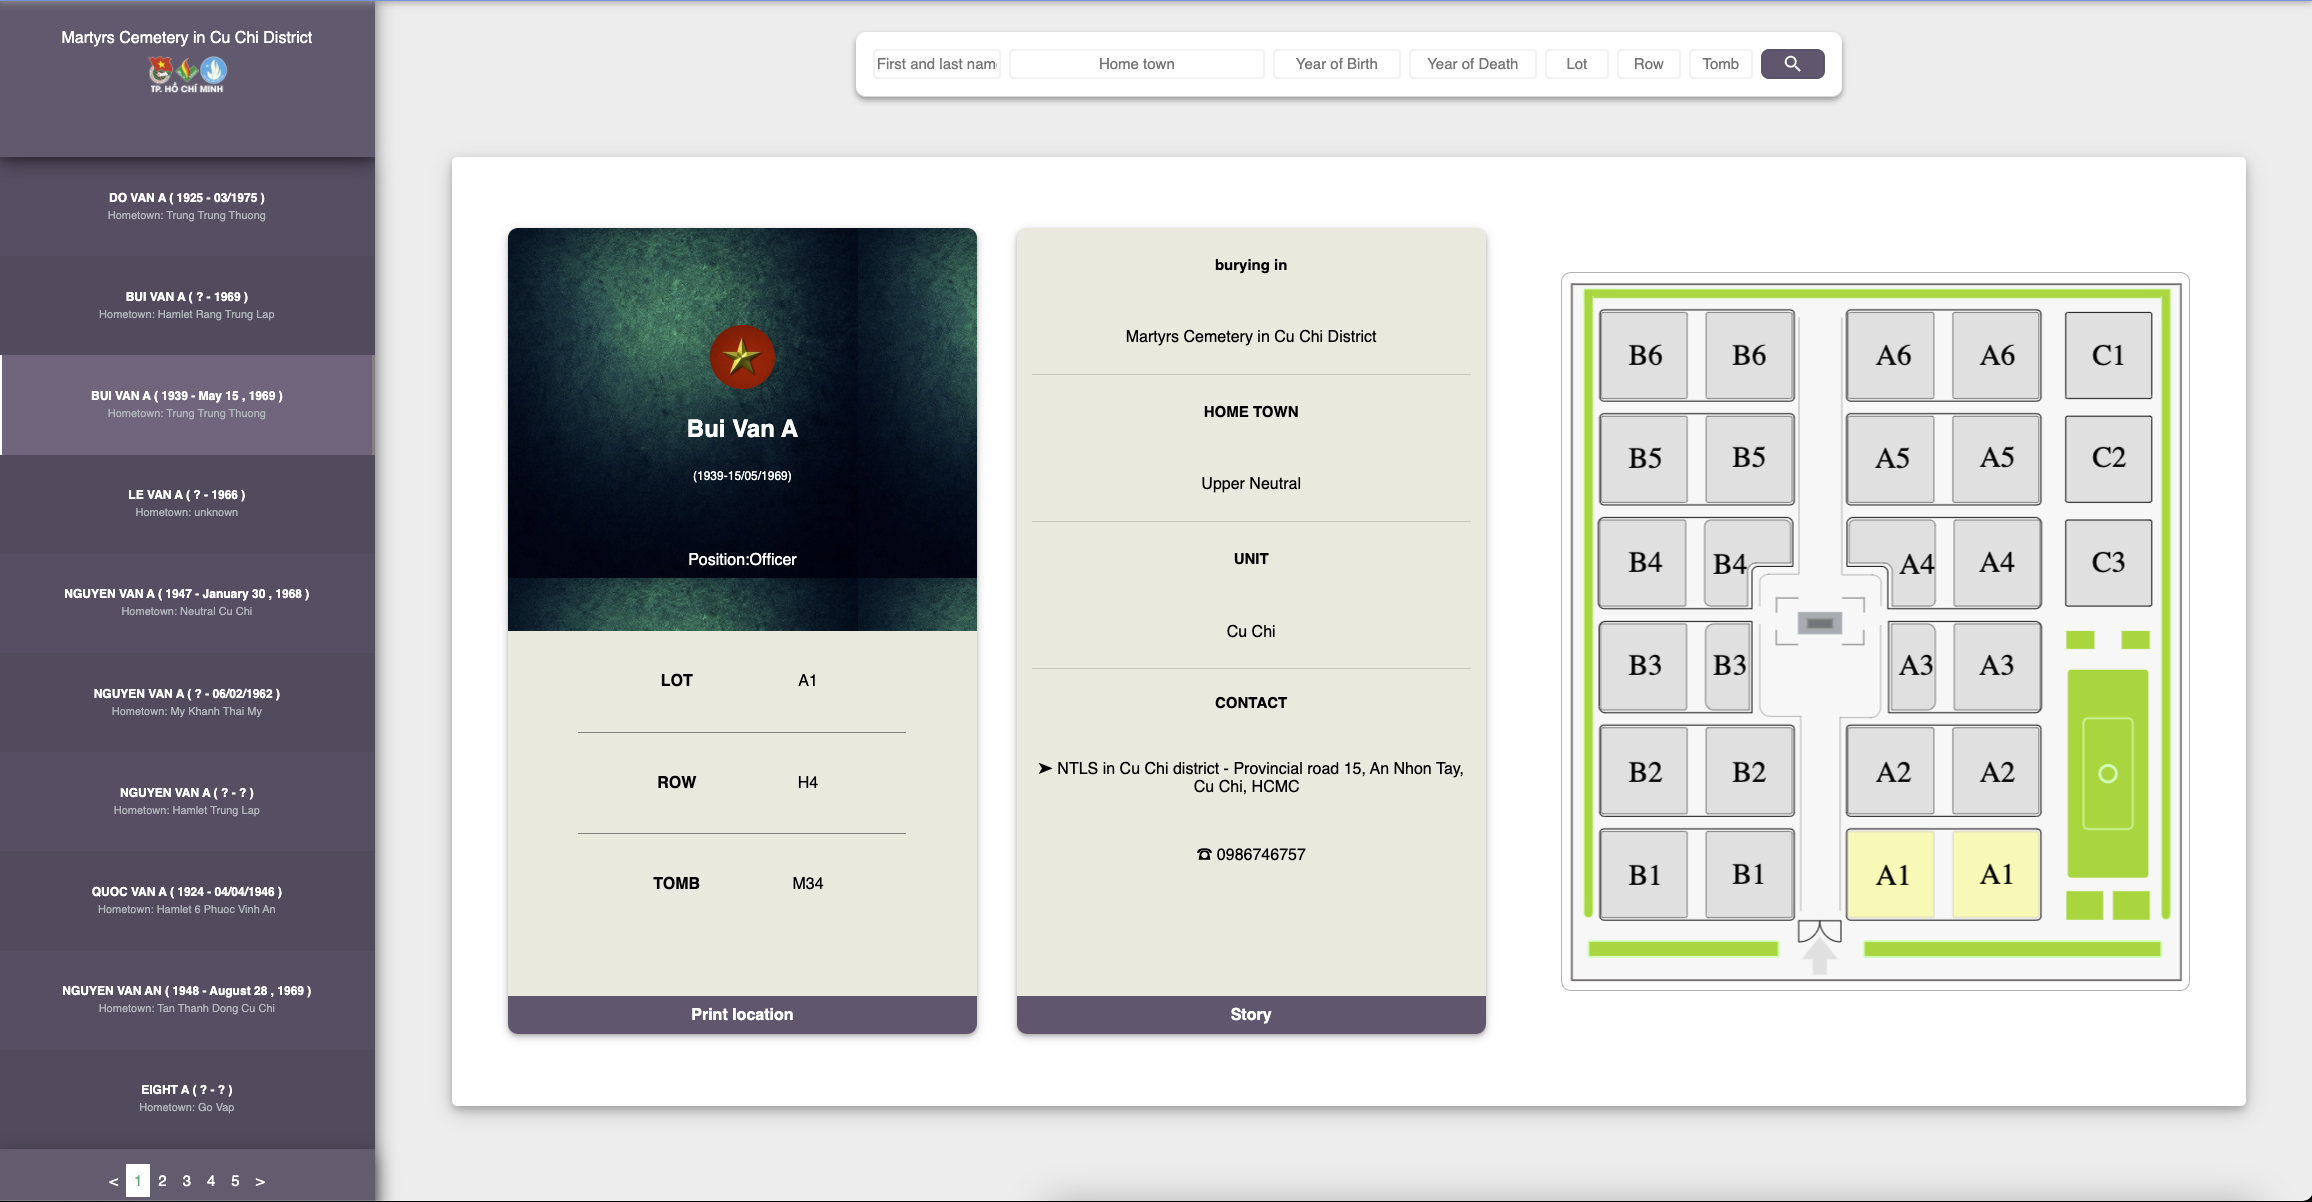 Martyrs Cemetery in Cu Chi District
TP. HỒ CHÍ MINH
DO VAN A ( 1925 - 03/1975 )
Hometown: Trung Trung Thuong
BUI VAN A ( ? - 1969 )
Hometown: Hamlet Rang Trung Lap
BUI VAN A ( 1939 - May 15 , 1969 )
Hometown: Trung Trung Thuong
LE VAN A ( ? - 1966 )
Hometown: unknown
NGUYEN VAN A ( 1947 - January 30 , 1968 )
Hometown: Neutral Cu Chi
NGUYEN VAN A ( ? - 06/02/1962 )
Hometown: My Khanh Thai My
NGUYEN VAN A ( ? - ? )
Hometown: Hamlet Trung Lap
QUOC VAN A ( 1924 - 04/04/1946 )
Hometown: Hamlet 6 Phuoc Vinh An
NGUYEN VAN AN ( 1948 - August 28 , 1969 )
Hometown: Tan Thanh Dong Cu Chi
EIGHT A ( ? - ? )
Hometown: Go Vap
< 1 2 3 4 5 >
First and last nam Home town Year of Birth Year of Death Lot Row Tomb
Bui Van A
(1939-15/05/1969)
Position:Officer
LOT A1
ROW H4
TOMB M34
Print location
burying in
Martyrs Cemetery in Cu Chi District
HOME TOWN
Upper Neutral
UNIT
Cu Chi
CONTACT
➤ NTLS in Cu Chi district - Provincial road 15, An Nhon Tay,
Cu Chi, HCMC
☎ 0986746757
Story
B6 B6 A6 A6 C1
B5 B5 A5 A5 C2
B4 B4 A4 A4 C3
B3 B3 A3 A3
B2 B2 A2 A2
B1 B1 A1 A1